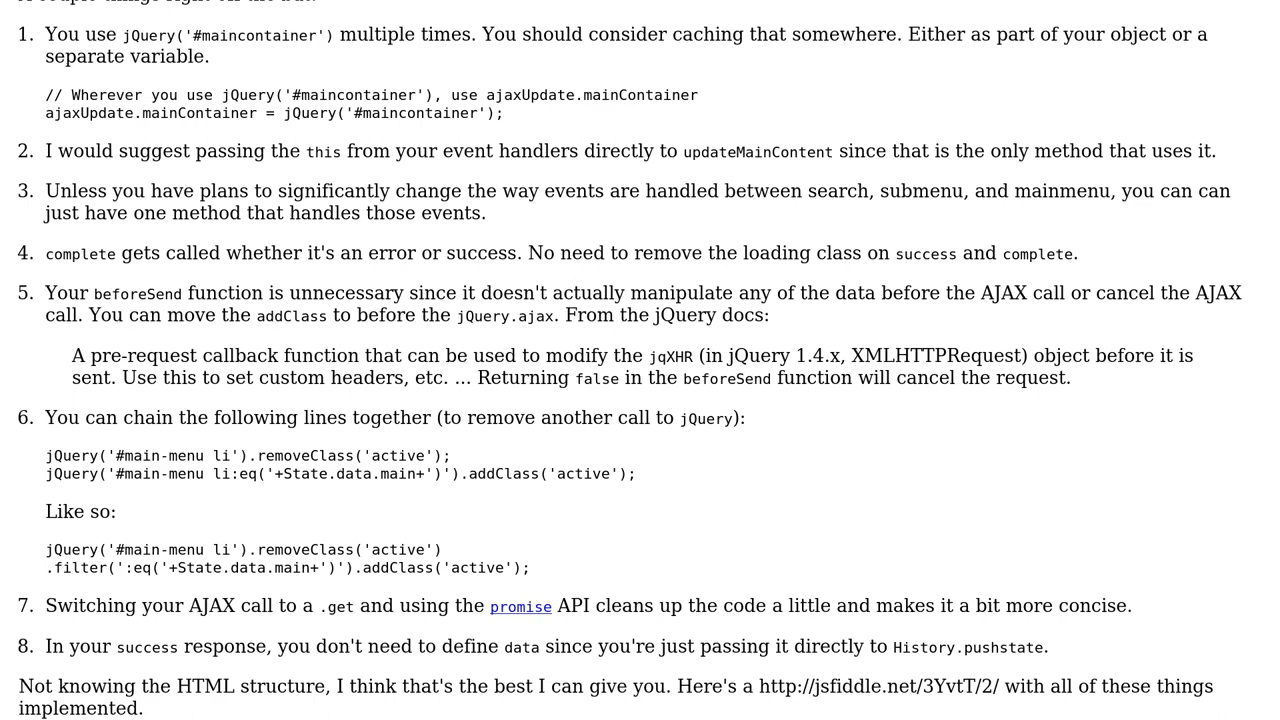 1. You use jQuery('#maincontainer') multiple times. You should consider caching that somewhere. Either as part of your object or a
separate variable.
// Wherever you use jQuery('#maincontainer'), use ajaxUpdate.mainContainer
ajaxUpdate.mainContainer = jQuery('#maincontainer');
2. I would suggest passing the this from your event handlers directly to updateMainContent since that is the only method that uses it.
3. Unless you have plans to significantly change the way events are handled between search, submenu, and mainmenu, you can can
just have one method that handles those events.
4. complete gets called whether it's an error or success. No need to remove the loading class on success and complete.
5. Your beforeSend function is unnecessary since it doesn't actually manipulate any of the data before the AJAX call or cancel the AJAX
call. You can move the addClass to before the jQuery.ajax. From the jQuery docs:
A pre-request callback function that can be used to modify the jqXHR (in jQuery 1.4.x, XMLHTTPRequest) object before it is
sent. Use this to set custom headers, etc. ... Returning false in the beforeSend function will cancel the request.
6. You can chain the following lines together (to remove another call to jQuery):
jQuery('#main-menu li').removeClass('active');
jQuery('#main-menu li:eq('+State.data.main+')').addClass('active');
Like so:
jQuery('#main-menu li').removeClass('active')
.filter(':eq('+State.data.main+')').addClass('active');
7. Switching your AJAX call to a .get and using the promise API cleans up the code a little and makes it a bit more concise.
8. In your success response, you don't need to define data since you're just passing it directly to History.pushstate.
Not knowing the HTML structure, I think that's the best I can give you. Here's a http://jsfiddle.net/3YvtT/2/ with all of these things
implemented.